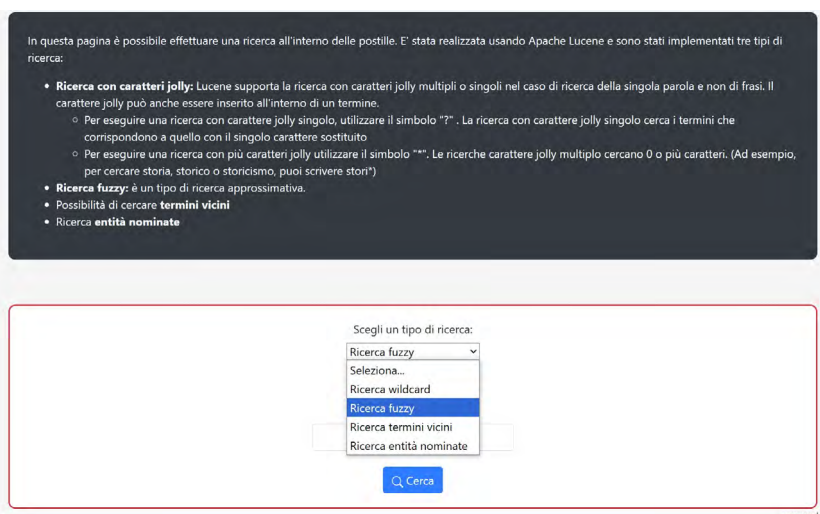 In questa pagina è possibile effettuare una ricerca all'interno delle postille. E' stata realizzata usando Apache Lucene e sono stati implementati tre tipi di
ricerca:
• Ricerca con caratteri jolly: Lucene supporta la ricerca con caratteri jolly multipli o singoli nel caso di ricerca della singola parola e non di frasi. Il
carattere jolly può anche essere inserito all'interno di un termine.
○ Per eseguire una ricerca con carattere jolly singolo, utilizzare il simbolo "?" . La ricerca con carattere jolly singolo cerca i termini che
corrispondono a quello con il singolo carattere sostituito
○ Per eseguire una ricerca con più caratteri jolly utilizzare il simbolo "*". Le ricerche carattere jolly multiplo cercano 0 o più caratteri. (Ad esempio,
per cercare storia, storico o storicismo, puoi scrivere stori*)
• Ricerca fuzzy: è un tipo di ricerca approssimativa.
• Possibilità di cercare termini vicini
• Ricerca entità nominate
Scegli un tipo di ricerca:
Ricerca fuzzy
Seleziona...
Ricerca wildcard
Ricerca fuzzy
Ricerca termini vicini
Ricerca entità nominate
Cerca